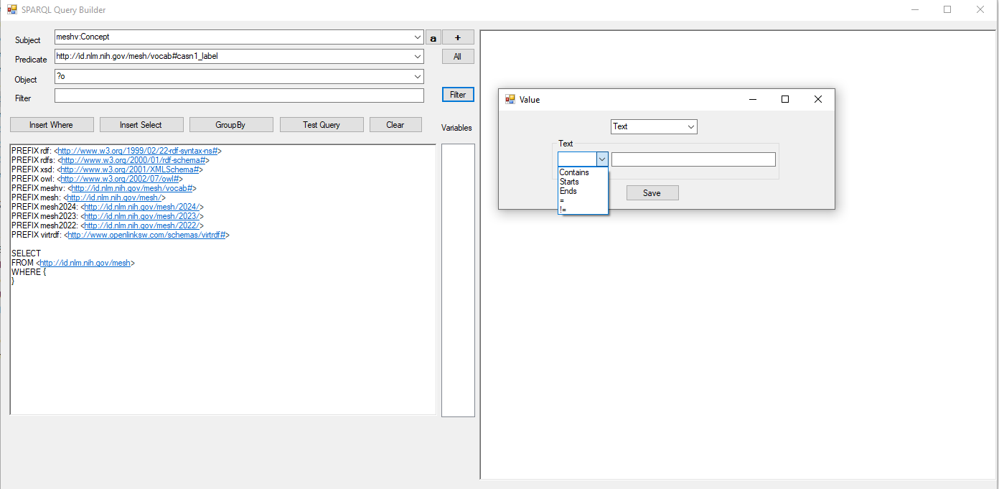 SPARQL Query Builder
Subject
meshv:Concept
a
+
Predicate
http://id.nlm.nih.gov/mesh/vocab#casn1_label
All
Object
?o
Filter
Filter
Insert Where
Insert Select
GroupBy
Test Query
Clear
Variables
PREFIX rdf: <http://www.w3.org/1999/02/22-rdf-syntax-ns#>
PREFIX rdfs: <http://www.w3.org/2000/01/rdf-schema#>
PREFIX xsd: <http://www.w3.org/2001/XMLSchema#>
PREFIX owl: <http://www.w3.org/2002/07/owl#>
PREFIX meshv: <http://id.nlm.nih.gov/mesh/vocab#>
PREFIX mesh: <http://id.nlm.nih.gov/mesh/>
PREFIX mesh2024: <http://id.nlm.nih.gov/mesh/2024/>
PREFIX mesh2023: <http://id.nlm.nih.gov/mesh/2023/>
PREFIX mesh2022: <http://id.nlm.nih.gov/mesh/2022/>
PREFIX virtrdf: <http://www.openlinksw.com/schemas/virtrdf#>
SELECT
FROM <http://id.nlm.nih.gov/mesh>
WHERE {
}
Value
Text
Text
Contains
Starts
Ends
=
!=
Save